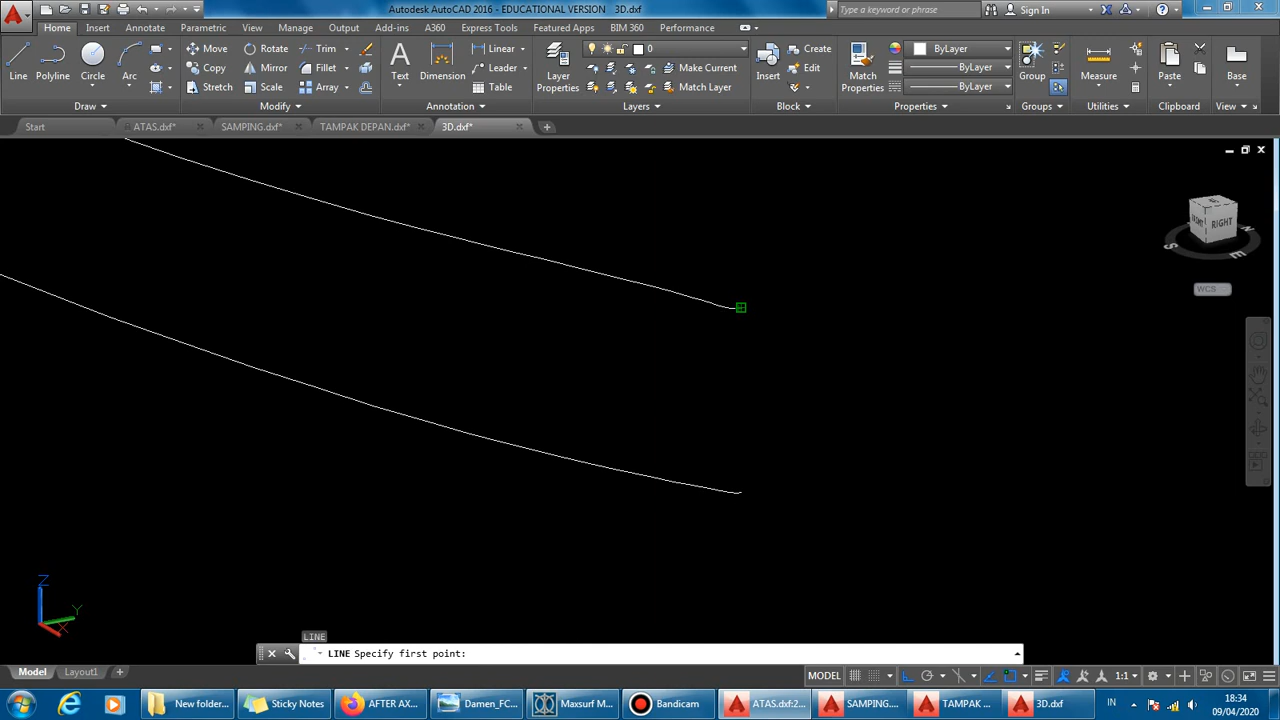 Autodesk AutoCAD 2016 - EDUCATIONAL VERSION 3D.dxf
Type a keyword or phrase
Sign In
Home Insert Annotate Parametric View Manage Output Add-ins A360 Express Tools Featured Apps BIM 360 Performance
Move Rotate Trim
Copy Mirror Fillet
Stretch Scale Array
Line Polyline Circle Arc
Text Dimension
Linear
Leader
Table
Layer Properties
0
Make Current
Match Layer
Insert
Create
Edit
Match Properties
ByLayer
ByLayer
ByLayer
Group
Measure
Paste
Base
Draw Modify Annotation Layers Block Properties Groups Utilities Clipboard View
Start ATAS.dxf* SAMPING.dxf* TAMPAK DEPAN.dxf* 3D.dxf*
RIGHT
S
E
WCS
Z
Y
X
LINE
LINE Specify first point:
Model Layout1
MODEL
1:1
New folder...
Sticky Notes
AFTER AX...
Damen_FC...
Maxsurf M...
Bandicam
ATAS.dxf:2...
SAMPING....
TAMPAK ...
3D.dxf
IN
18:34
09/04/2020